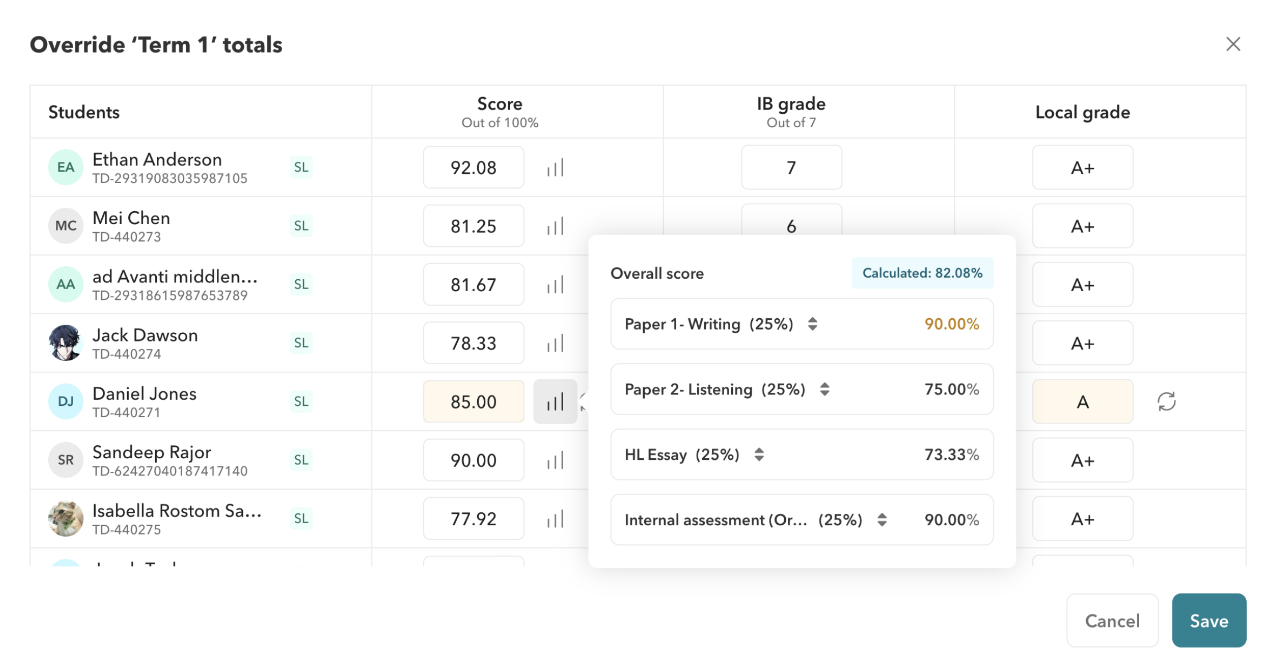 Override ‘Term 1’ totals
Students
Score
Out of 100%
IB grade
Out of 7
Local grade
EA
Ethan Anderson
TD-29319083035987105
SL
92.08
7
A+
MC
Mei Chen
TD-440273
SL
81.25
6
A+
AA
ad Avanti middlen...
TD-29318615987653789
SL
81.67
A+
Jack Dawson
TD-440274
SL
78.33
A+
DJ
Daniel Jones
TD-440271
SL
85.00
A
SR
Sandeep Rajor
TD-62427040187417140
SL
90.00
A+
Isabella Rostom Sa...
TD-440275
SL
77.92
A+
Overall score
Calculated: 82.08%
Paper 1- Writing (25%)
90.00%
Paper 2- Listening (25%)
75.00%
HL Essay (25%)
73.33%
Internal assessment (Or... (25%)
90.00%
Cancel
Save